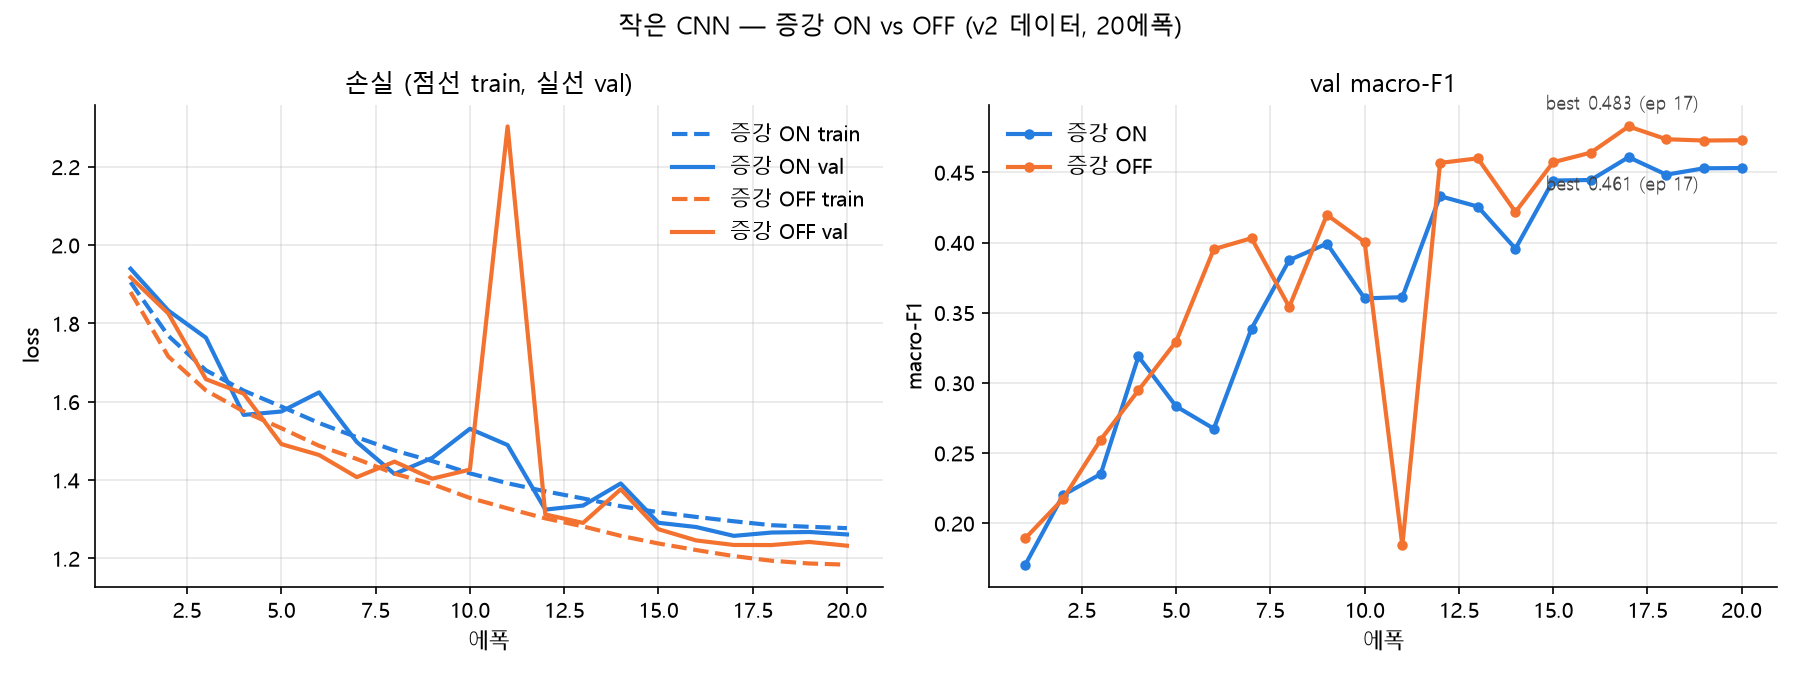 작은 CNN — 증강 ON vs OFF (v2 데이터, 20에폭)
손실 (점선 train, 실선 val)
증강 ON train
증강 ON val
증강 OFF train
증강 OFF val
2.2
2.0
1.8
1.6
1.4
1.2
loss
2.5 5.0 7.5 10.0 12.5 15.0 17.5 20.0
에폭
val macro-F1
best 0.483 (ep 17)
증강 ON
증강 OFF
best 0.461 (ep 17)
0.45
0.40
0.35
0.30
0.25
0.20
macro-F1
2.5 5.0 7.5 10.0 12.5 15.0 17.5 20.0
에폭